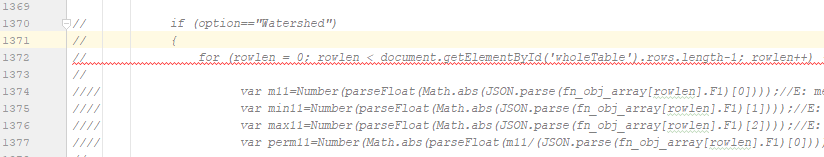 1369
1370 // if (option=="Watershed")
1371 // {
1372 // for (rowlen = 0; rowlen < document.getElementById('wholeTable').rows.length-1; rowlen++)
1373 //
1374 //// var m11=Number(parseFloat(Math.abs(JSON.parse(fn_obj_array[rowlen].F1)[0])));//E: me
1375 //// var min11=Number(parseFloat(Math.abs(JSON.parse(fn_obj_array[rowlen].F1)[1])));//E:
1376 //// var max11=Number(parseFloat(Math.abs(JSON.parse(fn_obj_array[rowlen].F1)[2])));//E:
1377 //// var perm11=Number(Math.abs(parseFloat(m11/(JSON.parse(fn_obj_array[rowlen].F1)[0]))